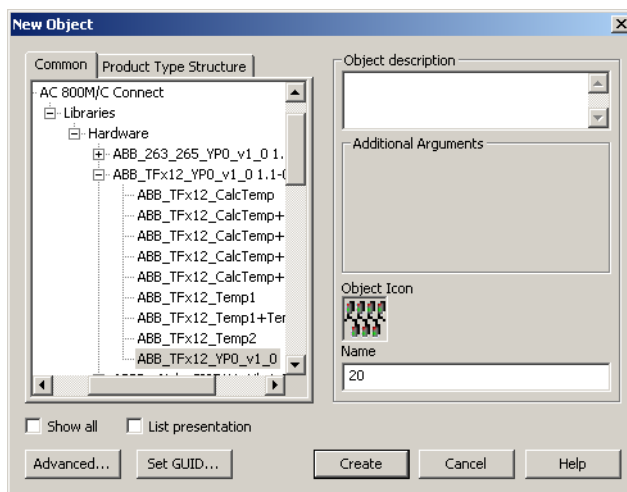 New Object
Common
Product Type Structure
AC 800M/C Connect
Libraries
Hardware
ABB_263_265_YP0_v1_0 1.
ABB_TFx12_YP0_v1_0 1.1-
ABB_TFx12_CalcTemp
ABB_TFx12_CalcTemp+
ABB_TFx12_CalcTemp+
ABB_TFx12_CalcTemp+
ABB_TFx12_CalcTemp+
ABB_TFx12_Temp1
ABB_TFx12_Temp1+Ter
ABB_TFx12_Temp2
ABB_TFx12_YP0_v1_0
Object description
Additional Arguments
Object Icon
Name
20
Show all
List presentation
Advanced...
Set GUID...
Create
Cancel
Help